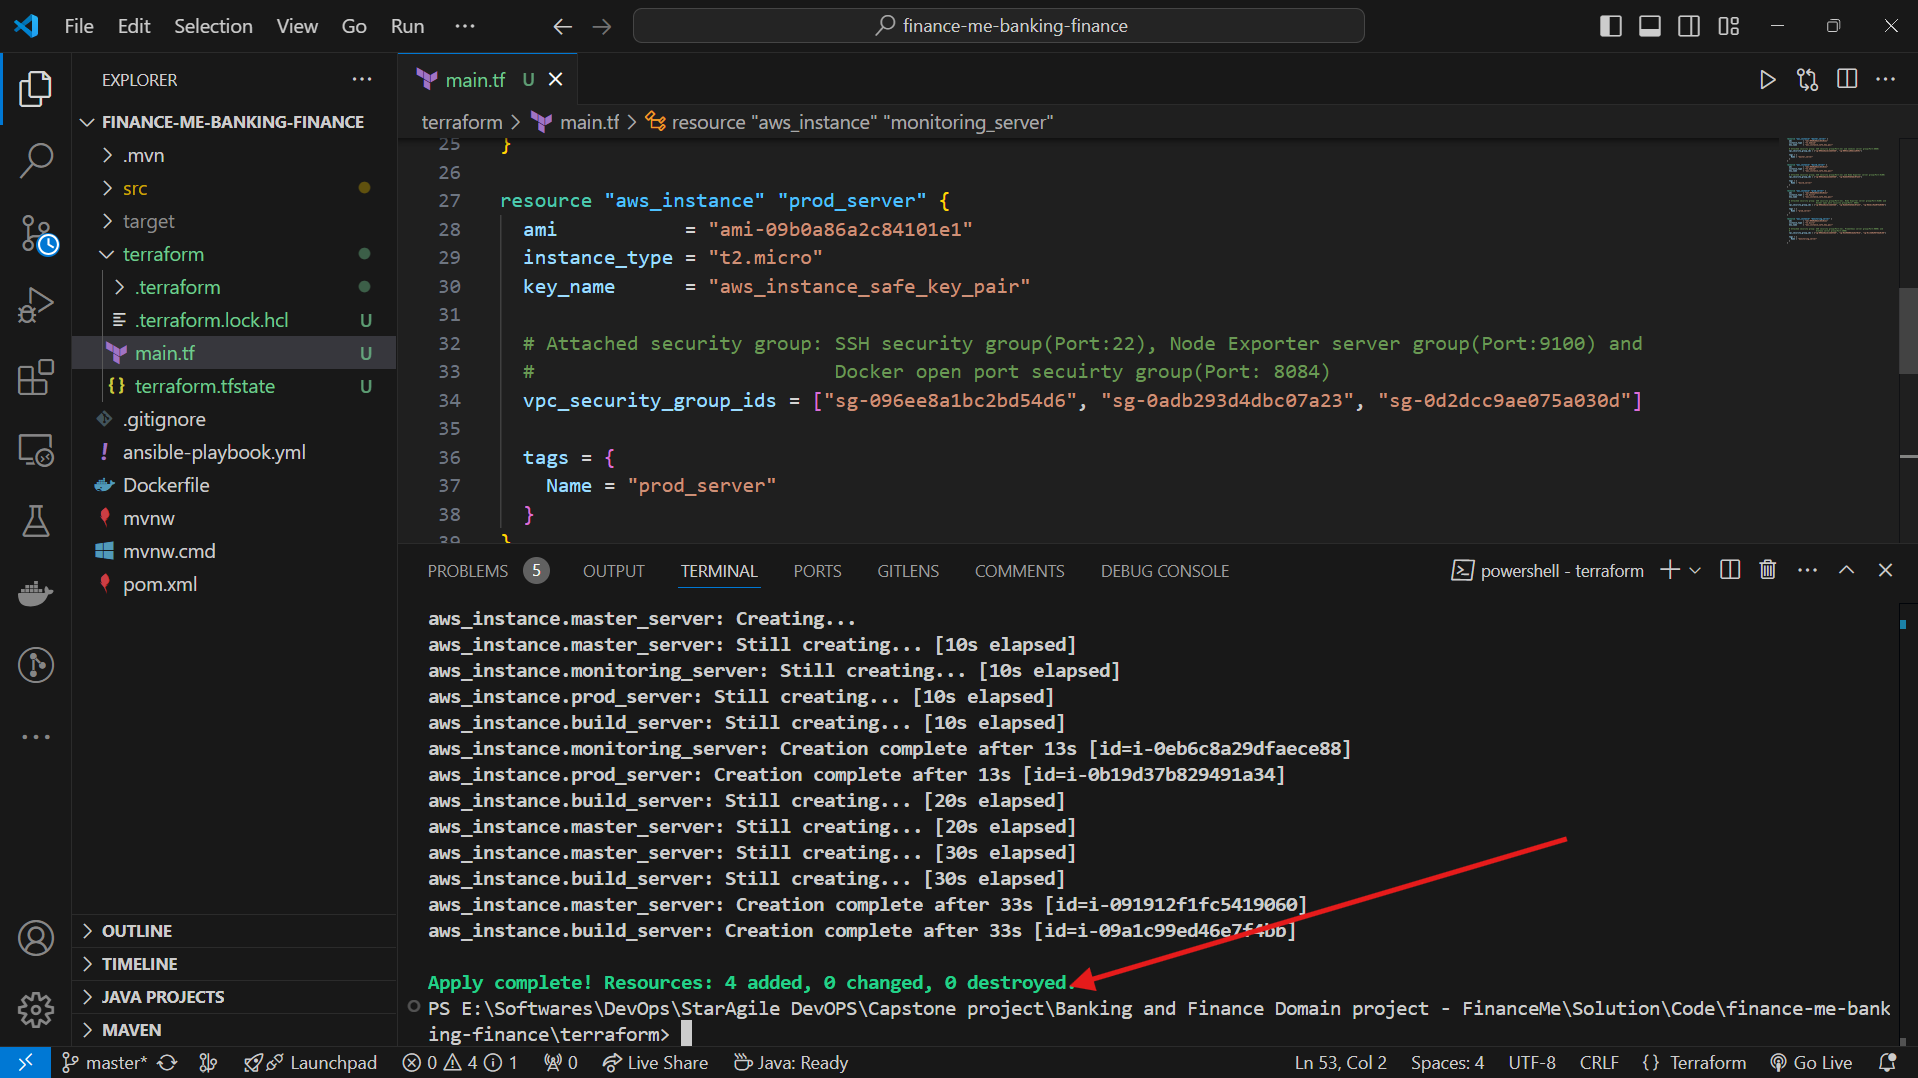 File Edit Selection View Go Run ··· finance-me-banking-finance
EXPLORER
FINANCE-ME-BANKING-FINANCE
.mvn
src
target
terraform
.terraform
.terraform.lock.hcl U
main.tf U
terraform.tfstate U
.gitignore
ansible-playbook.yml
Dockerfile
mvnw
mvnw.cmd
pom.xml
OUTLINE
TIMELINE
JAVA PROJECTS
MAVEN
main.tf U
terraform > main.tf > resource "aws_instance" "monitoring_server"
25 }
26
27 resource "aws_instance" "prod_server" {
28 ami = "ami-09b0a86a2c84101e1"
29 instance_type = "t2.micro"
30 key_name = "aws_instance_safe_key_pair"
31
32 # Attached security group: SSH security group(Port:22), Node Exporter server group(Port:9100) and
33 # Docker open port secuirty group(Port: 8084)
34 vpc_security_group_ids = ["sg-096ee8a1bc2bd54d6", "sg-0adb293d4dbc07a23", "sg-0d2dcc9ae075a030d"]
35
36 tags = {
37 Name = "prod_server"
38 }
39 }
PROBLEMS 5 OUTPUT TERMINAL PORTS GITLENS COMMENTS DEBUG CONSOLE powershell - terraform
aws_instance.master_server: Creating...
aws_instance.master_server: Still creating... [10s elapsed]
aws_instance.monitoring_server: Still creating... [10s elapsed]
aws_instance.prod_server: Still creating... [10s elapsed]
aws_instance.build_server: Still creating... [10s elapsed]
aws_instance.monitoring_server: Creation complete after 13s [id=i-0eb6c8a29dfaece88]
aws_instance.prod_server: Creation complete after 13s [id=i-0b19d37b829491a34]
aws_instance.build_server: Still creating... [20s elapsed]
aws_instance.master_server: Still creating... [20s elapsed]
aws_instance.master_server: Still creating... [30s elapsed]
aws_instance.build_server: Still creating... [30s elapsed]
aws_instance.master_server: Creation complete after 33s [id=i-091912f1fc5419060]
aws_instance.build_server: Creation complete after 33s [id=i-09a1c99ed46e7f4bb]
Apply complete! Resources: 4 added, 0 changed, 0 destroyed.
PS E:\Softwares\DevOps\StarAgile DevOPS\Capstone project\Banking and Finance Domain project - FinanceMe\Solution\Code\finance-me-bank
ing-finance\terraform>
master* Launchpad 0 4 1 0 Live Share Java: Ready Ln 53, Col 2 Spaces: 4 UTF-8 CRLF {} Terraform Go Live